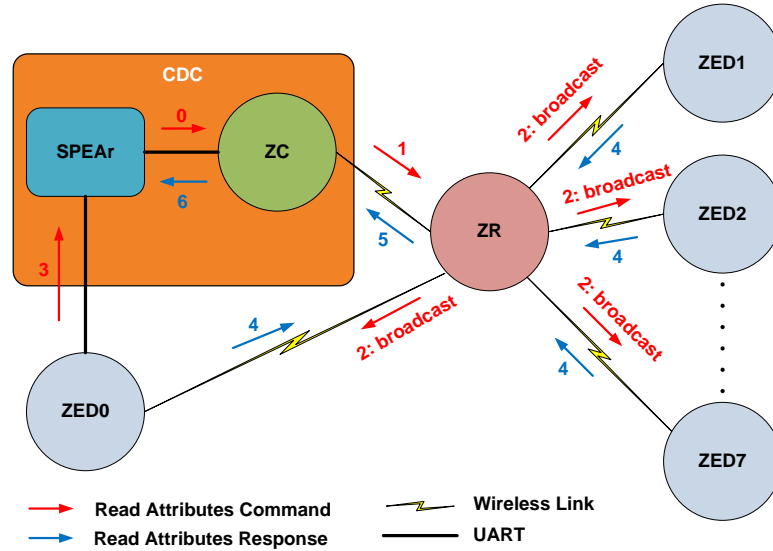 CDC
SPEAr
0
6
ZC
1
5
3
ZR
2: broadcast
4
ZED1
2: broadcast
4
ZED2
2: broadcast
4
ZED7
4
2: broadcast
ZED0
Read Attributes Command
Read Attributes Response
Wireless Link
UART